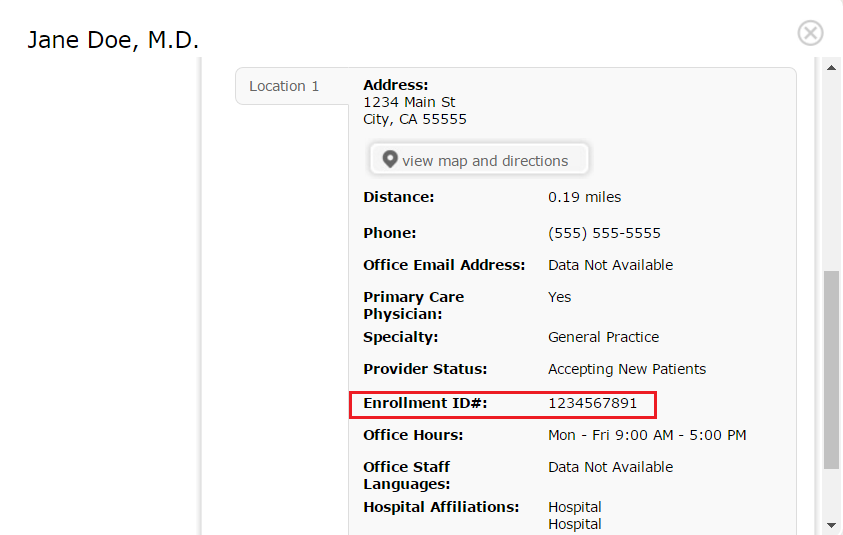 Jane Doe, M.D.
Location 1
Address:
1234 Main St
City, CA 55555
view map and directions
Distance: 0.19 miles
Phone: (555) 555-5555
Office Email Address: Data Not Available
Primary Care Yes
Physician:
Specialty: General Practice
Provider Status: Accepting New Patients
Enrollment ID#: 1234567891
Office Hours: Mon - Fri 9:00 AM - 5:00 PM
Office Staff Data Not Available
Languages:
Hospital Affiliations: Hospital
Hospital